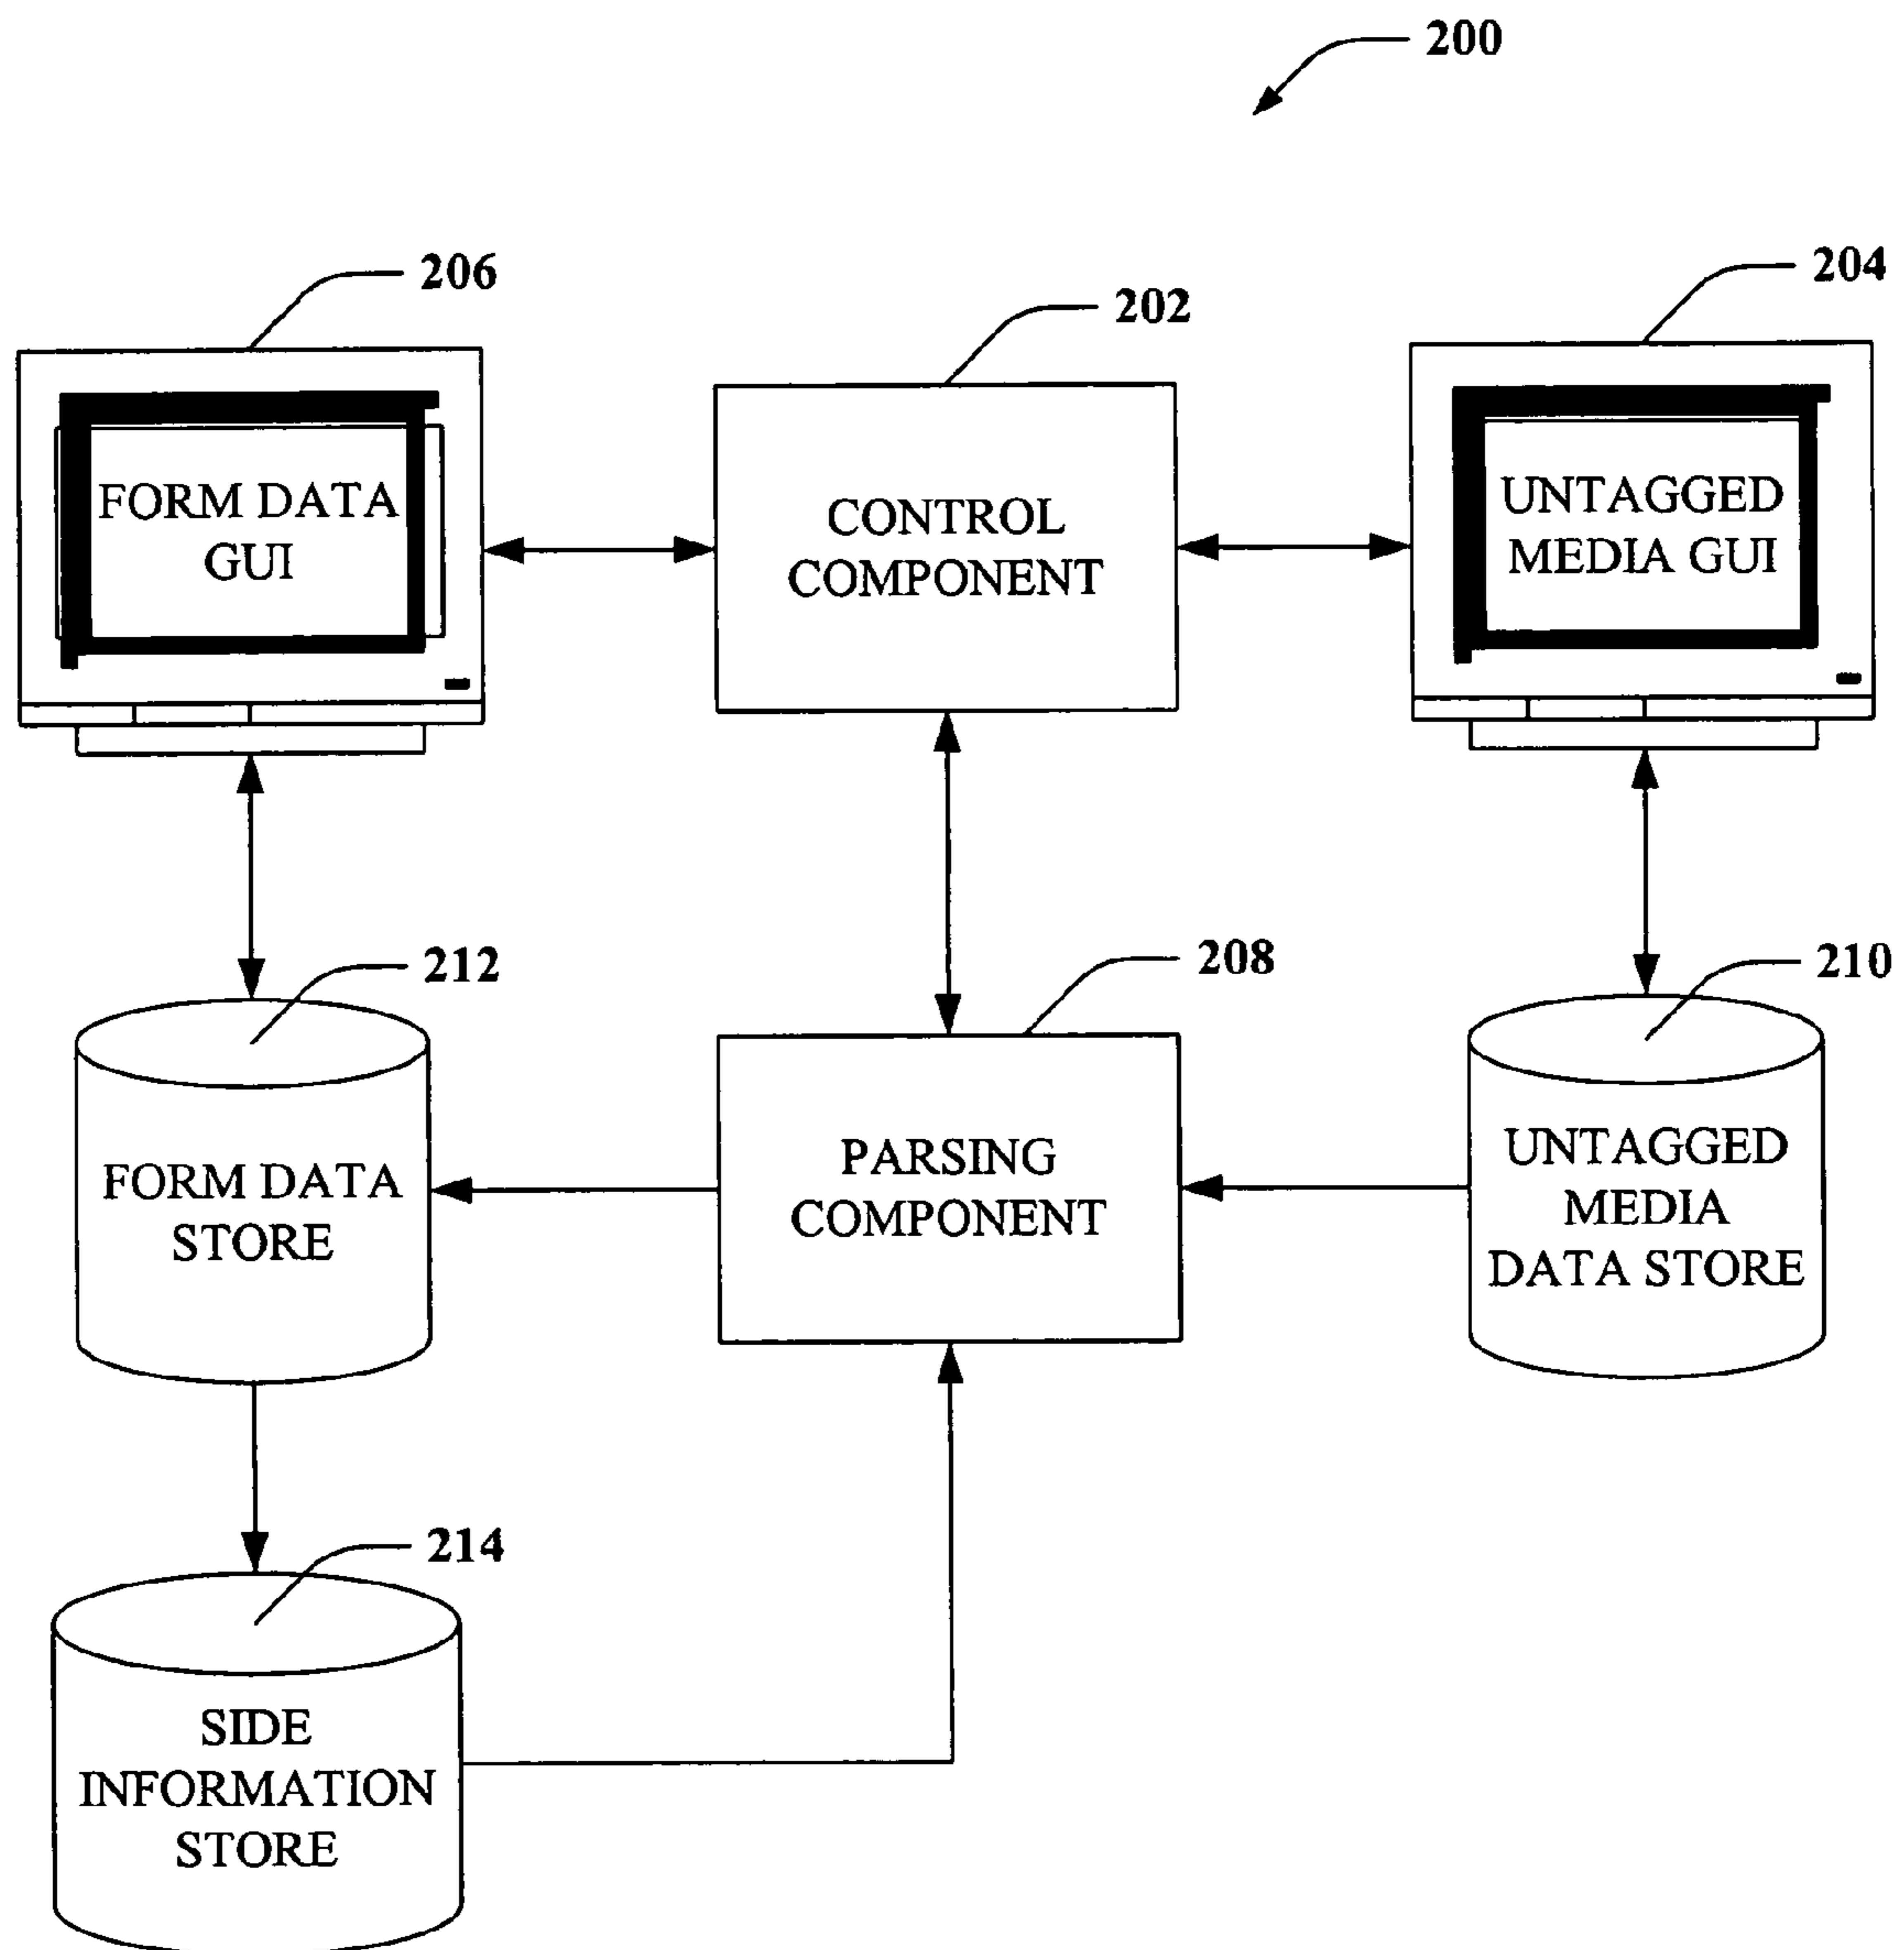 200
206
202
204
FORM DATA
GUI
CONTROL
COMPONENT
UNTAGGED
MEDIA GUI
212
208
210
FORM DATA
STORE
PARSING
COMPONENT
UNTAGGED
MEDIA
DATA STORE
214
SIDE
INFORMATION
STORE